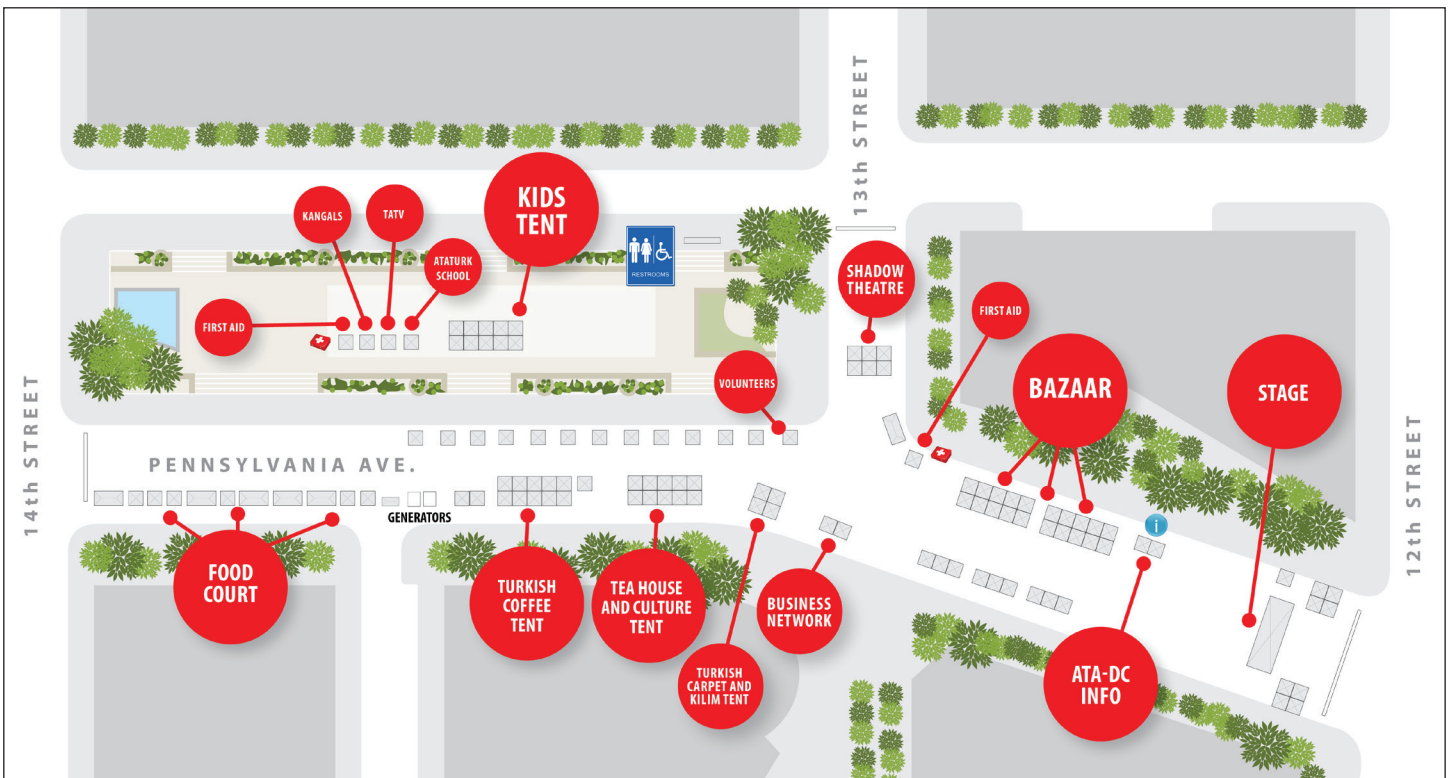 13th STREET
KIDS
TENT
KANGALS
TATV
ATATURK
SCHOOL
RESTROOMS
SHADOW
THEATRE
FIRST AID
FIRST AID
VOLUNTEERS
BAZAAR
STAGE
14th STREET
12th STREET
PENNSYLVANIA AVE.
GENERATORS
i
FOOD
COURT
TURKISH
COFFEE
TENT
TEA HOUSE
AND CULTURE
TENT
BUSINESS
NETWORK
TURKISH
CARPET AND
KILIM TENT
ATA-DC
INFO